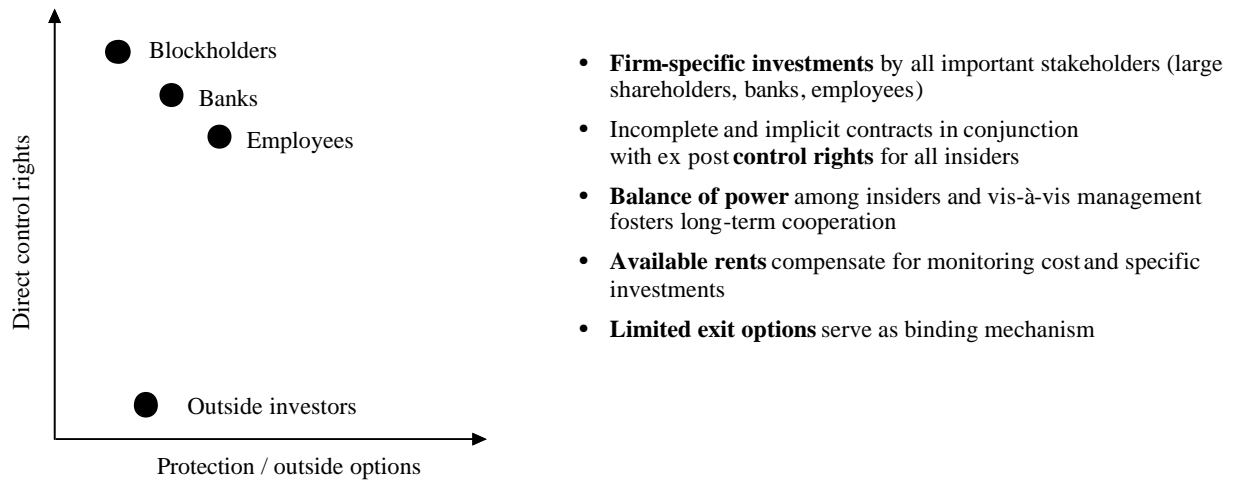 Blockholders
Banks
Employees
Direct control rights
Outside investors
Protection / outside options
• Firm-specific investments by all important stakeholders (large
shareholders, banks, employees)
• Incomplete and implicit contracts in conjunction
with ex post control rights for all insiders
• Balance of power among insiders and vis-à-vis management
fosters long-term cooperation
• Available rents compensate for monitoring cost and specific
investments
• Limited exit options serve as binding mechanism